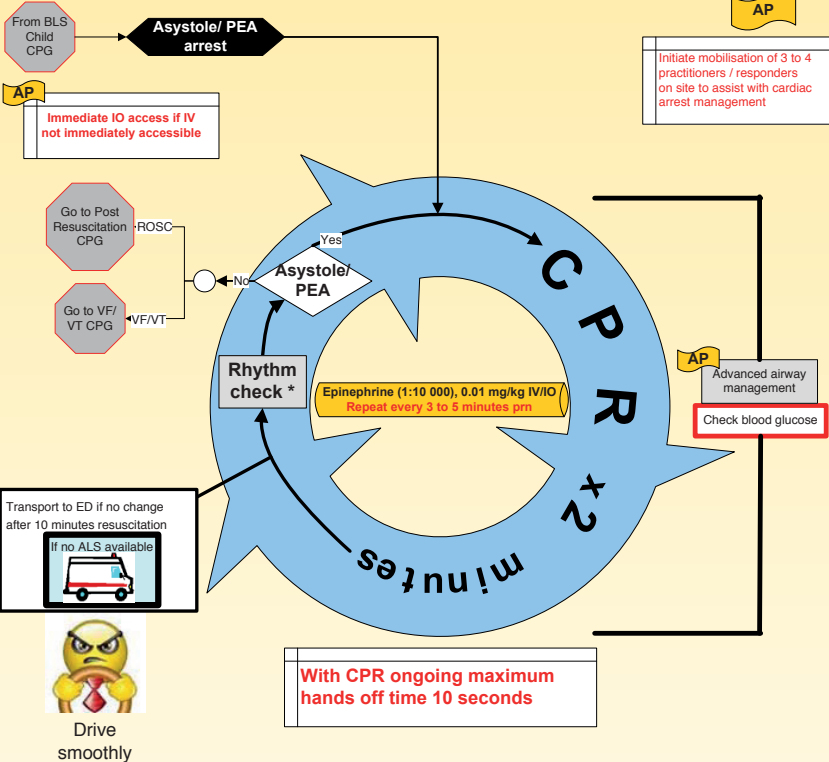 From BLS
Child
CPG
Asystole/ PEA
arrest
AP
Initiate mobilisation of 3 to 4
practitioners / responders
on site to assist with cardiac
arrest management
AP
Immediate IO access if IV
not immediately accessible
Go to Post
Resuscitation
CPG
ROSC
Go to VF/
VT CPG
VF/VT
No
Yes
Asystole/
PEA
Rhythm
check *
Epinephrine (1:10 000), 0.01 mg/kg IV/IO
Repeat every 3 to 5 minutes prn
CPR x2 minutes
AP
Advanced airway
management
Check blood glucose
Transport to ED if no change
after 10 minutes resuscitation
If no ALS available
Drive
smoothly
With CPR ongoing maximum
hands off time 10 seconds